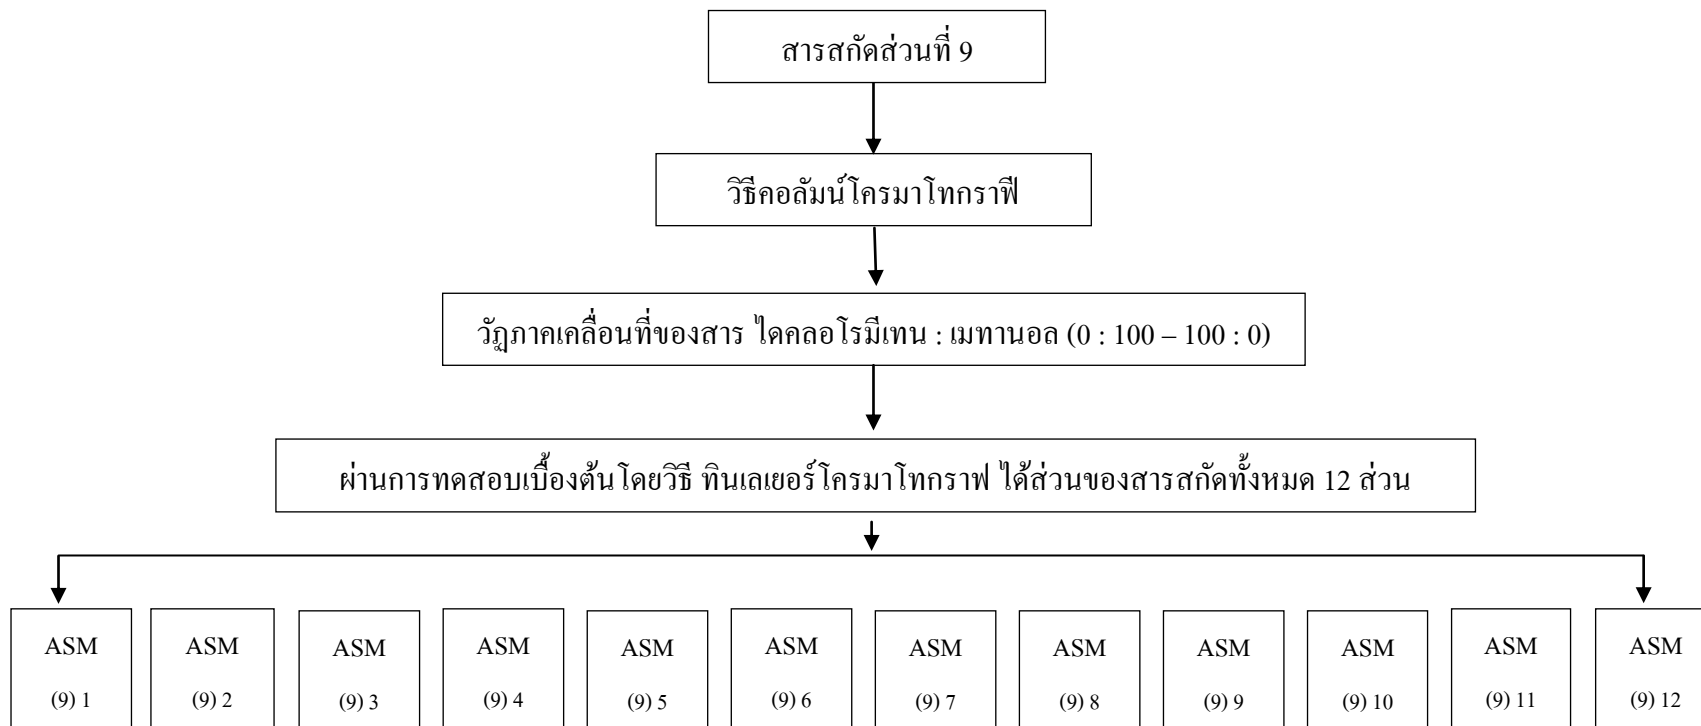 สารสกัดส่วนที่ 9
วิธีคอลัมน์โครมาโทกราฟี
วัฏภาคเคลื่อนที่ของสาร ไดคลอโรมีเทน : เมทานอล (0 : 100 – 100 : 0)
ผ่านการทดสอบเบื้องต้นโดยวิธี ทินเลเยอร์โครมาโทกราฟ ได้ส่วนของสารสกัดทั้งหมด 12 ส่วน
ASM
(9) 1
ASM
(9) 2
ASM
(9) 3
ASM
(9) 4
ASM
(9) 5
ASM
(9) 6
ASM
(9) 7
ASM
(9) 8
ASM
(9) 9
ASM
(9) 10
ASM
(9) 11
ASM
(9) 12